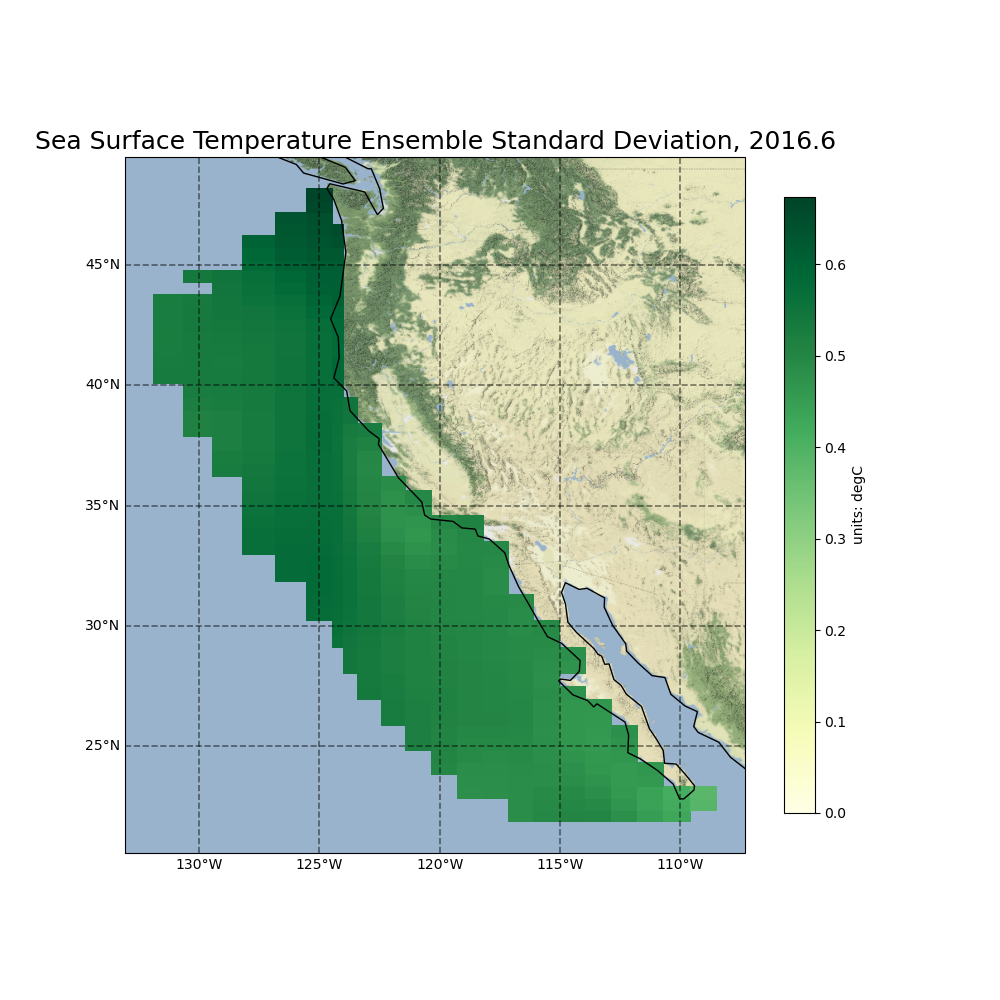 Sea Surface Temperature Ensemble Standard Deviation, 2016.6
45°N
40°N
35°N
30°N
25°N
130°W
125°W
120°W
115°W
110°W
0.6
0.5
0.4
0.3
0.2
0.1
0.0
units: degC